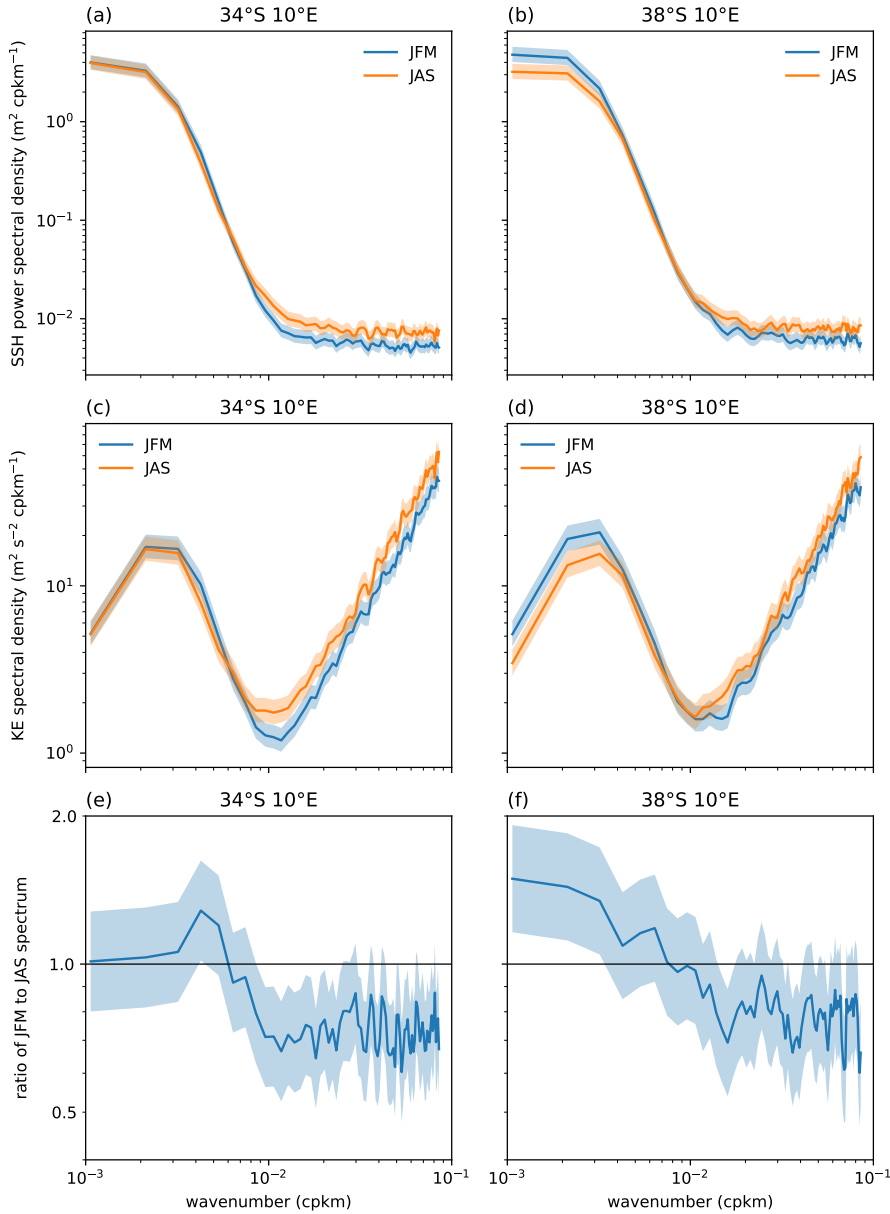 (a) 34°S 10°E
(b) 38°S 10°E
SSH power spectral density (m² cpkm⁻¹)
10⁰
10⁻¹
10⁻²
JFM
JAS
JFM
JAS
(c) 34°S 10°E
(d) 38°S 10°E
KE spectral density (m² s⁻² cpkm⁻¹)
10¹
10⁰
JFM
JAS
JFM
JAS
(e) 34°S 10°E
(f) 38°S 10°E
ratio of JFM to JAS spectrum
2.0
1.0
0.5
10⁻³ 10⁻² 10⁻¹
10⁻³ 10⁻² 10⁻¹
wavenumber (cpkm)
wavenumber (cpkm)